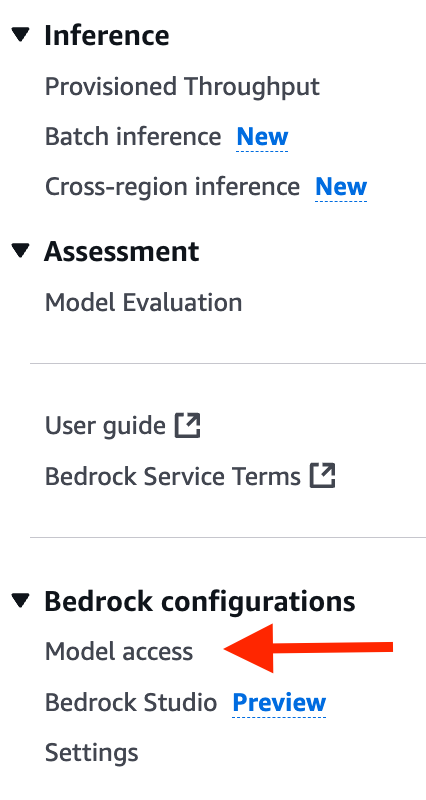 Inference
Provisioned Throughput
Batch inference New
Cross-region inference New
Assessment
Model Evaluation
User guide
Bedrock Service Terms
Bedrock configurations
Model access
Bedrock Studio Preview
Settings